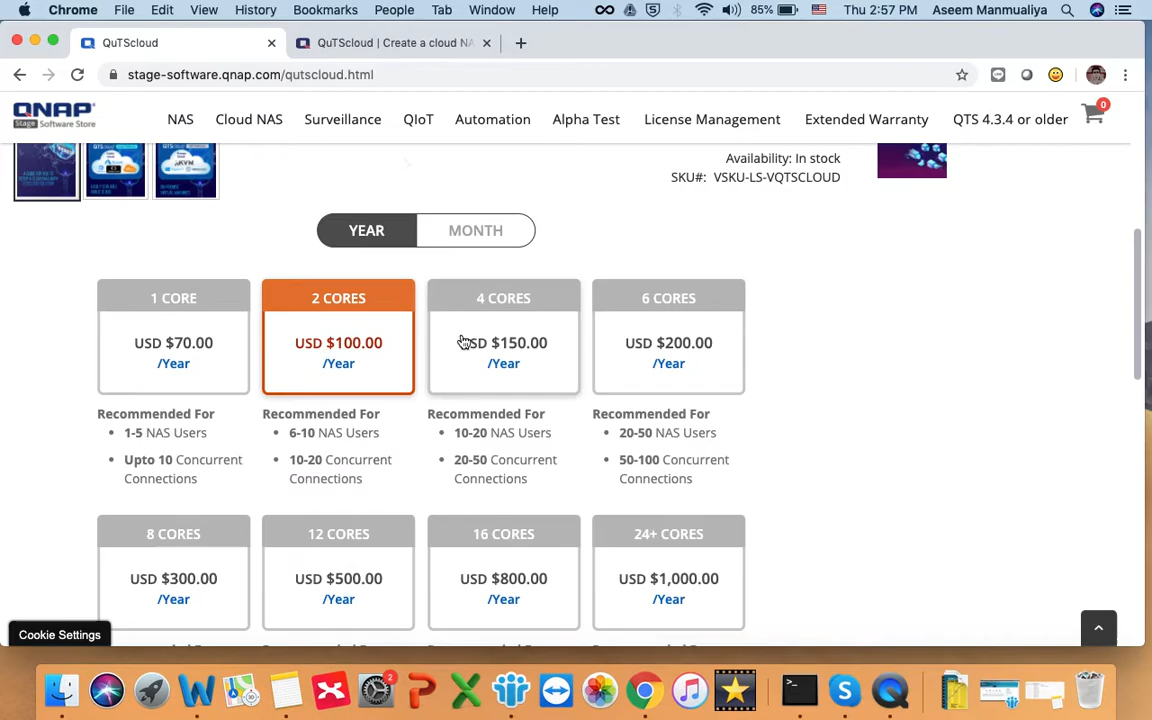 Chrome File Edit View History Bookmarks People Tab Window Help 85% Thu 2:57 PM Aseem Manmualiya
QuTScloud
QuTScloud | Create a cloud NA
stage-software.qnap.com/qutscloud.html
QNAP
Stage Software Store
NAS Cloud NAS Surveillance QIoT Automation Alpha Test License Management Extended Warranty QTS 4.3.4 or older 0
Availability: In stock
SKU#: VSKU-LS-VQTSCLOUD
YEAR MONTH
1 CORE
USD $70.00
/Year
Recommended For
1-5 NAS Users
Upto 10 Concurrent
Connections
2 CORES
USD $100.00
/Year
Recommended For
6-10 NAS Users
10-20 Concurrent
Connections
4 CORES
USD $150.00
/Year
Recommended For
10-20 NAS Users
20-50 Concurrent
Connections
6 CORES
USD $200.00
/Year
Recommended For
20-50 NAS Users
50-100 Concurrent
Connections
8 CORES
USD $300.00
/Year
12 CORES
USD $500.00
/Year
16 CORES
USD $800.00
/Year
24+ CORES
USD $1,000.00
/Year
Cookie Settings
2